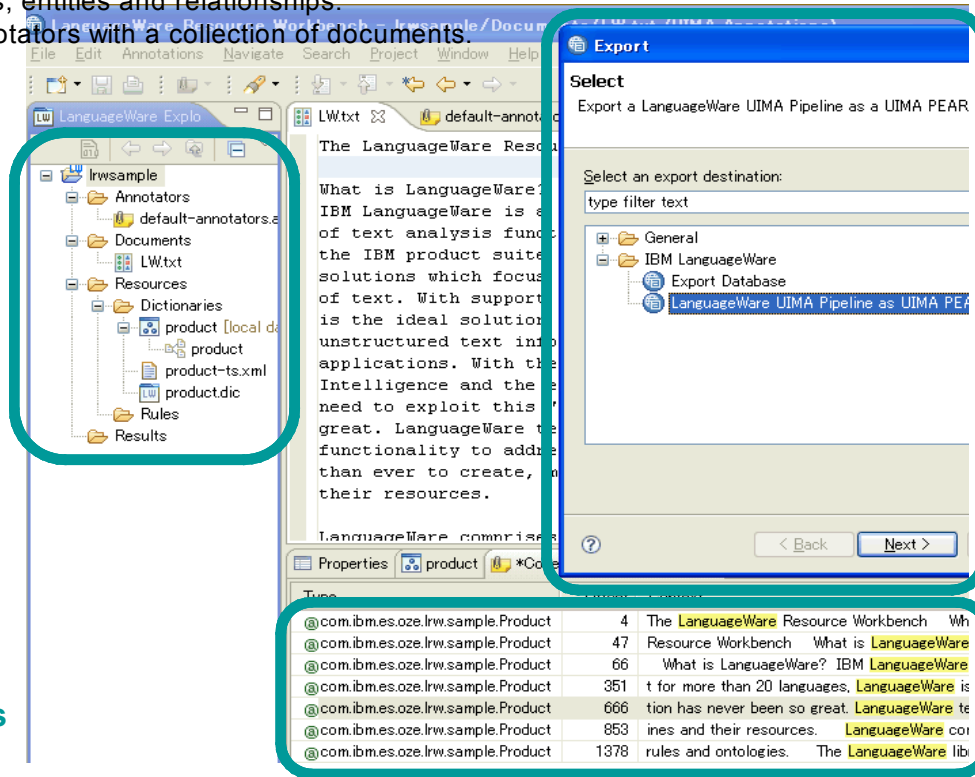 s, entities and relationships.
LanguageWare Resource Workbench - lrwsample/Documents/LW.txt (UIMA Annotations)
otators with a collection of documents.
File Edit Annotations Navigate Search Project Window Help
LanguageWare Explo
lrwsample
Annotators
default-annotators.a
Documents
LW.txt
Resources
Dictionaries
product [local da
product
product-ts.xml
product.dic
Rules
Results
LW.txt
default-annota
The LanguageWare Resou
What is LanguageWare?
IBM LanguageWare is a
of text analysis funct
the IBM product suite
solutions which focus
of text. With support
is the ideal solution
unstructured text info
applications. With the
Intelligence and the e
need to exploit this "
great. LanguageWare te
functionality to addre
than ever to create, m
their resources.
LanguageWare comprises
Export
Select
Export a LanguageWare UIMA Pipeline as a UIMA PEAR
Select an export destination:
type filter text
General
IBM LanguageWare
Export Database
LanguageWare UIMA Pipeline as UIMA PEA
< Back
Next >
Properties
product
Type
com.ibm.es.oze.lrw.sample.Product 4 The LanguageWare Resource Workbench Wh
com.ibm.es.oze.lrw.sample.Product 47 Resource Workbench What is LanguageWare
com.ibm.es.oze.lrw.sample.Product 66 What is LanguageWare? IBM LanguageWare
com.ibm.es.oze.lrw.sample.Product 351 t for more than 20 languages, LanguageWare is
com.ibm.es.oze.lrw.sample.Product 666 tion has never been so great. LanguageWare te
com.ibm.es.oze.lrw.sample.Product 853 ines and their resources. LanguageWare cor
com.ibm.es.oze.lrw.sample.Product 1378 rules and ontologies. The LanguageWare libr
s